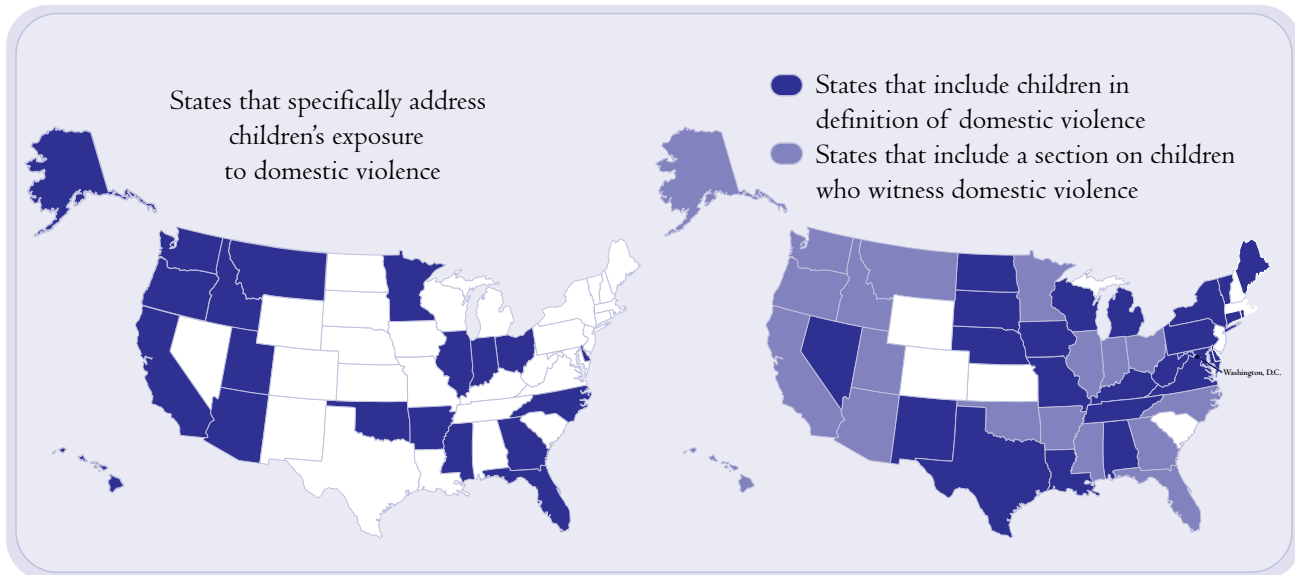 States that specifically address
children's exposure
to domestic violence
States that include children in
definition of domestic violence
States that include a section on children
who witness domestic violence
Washington, D.C.